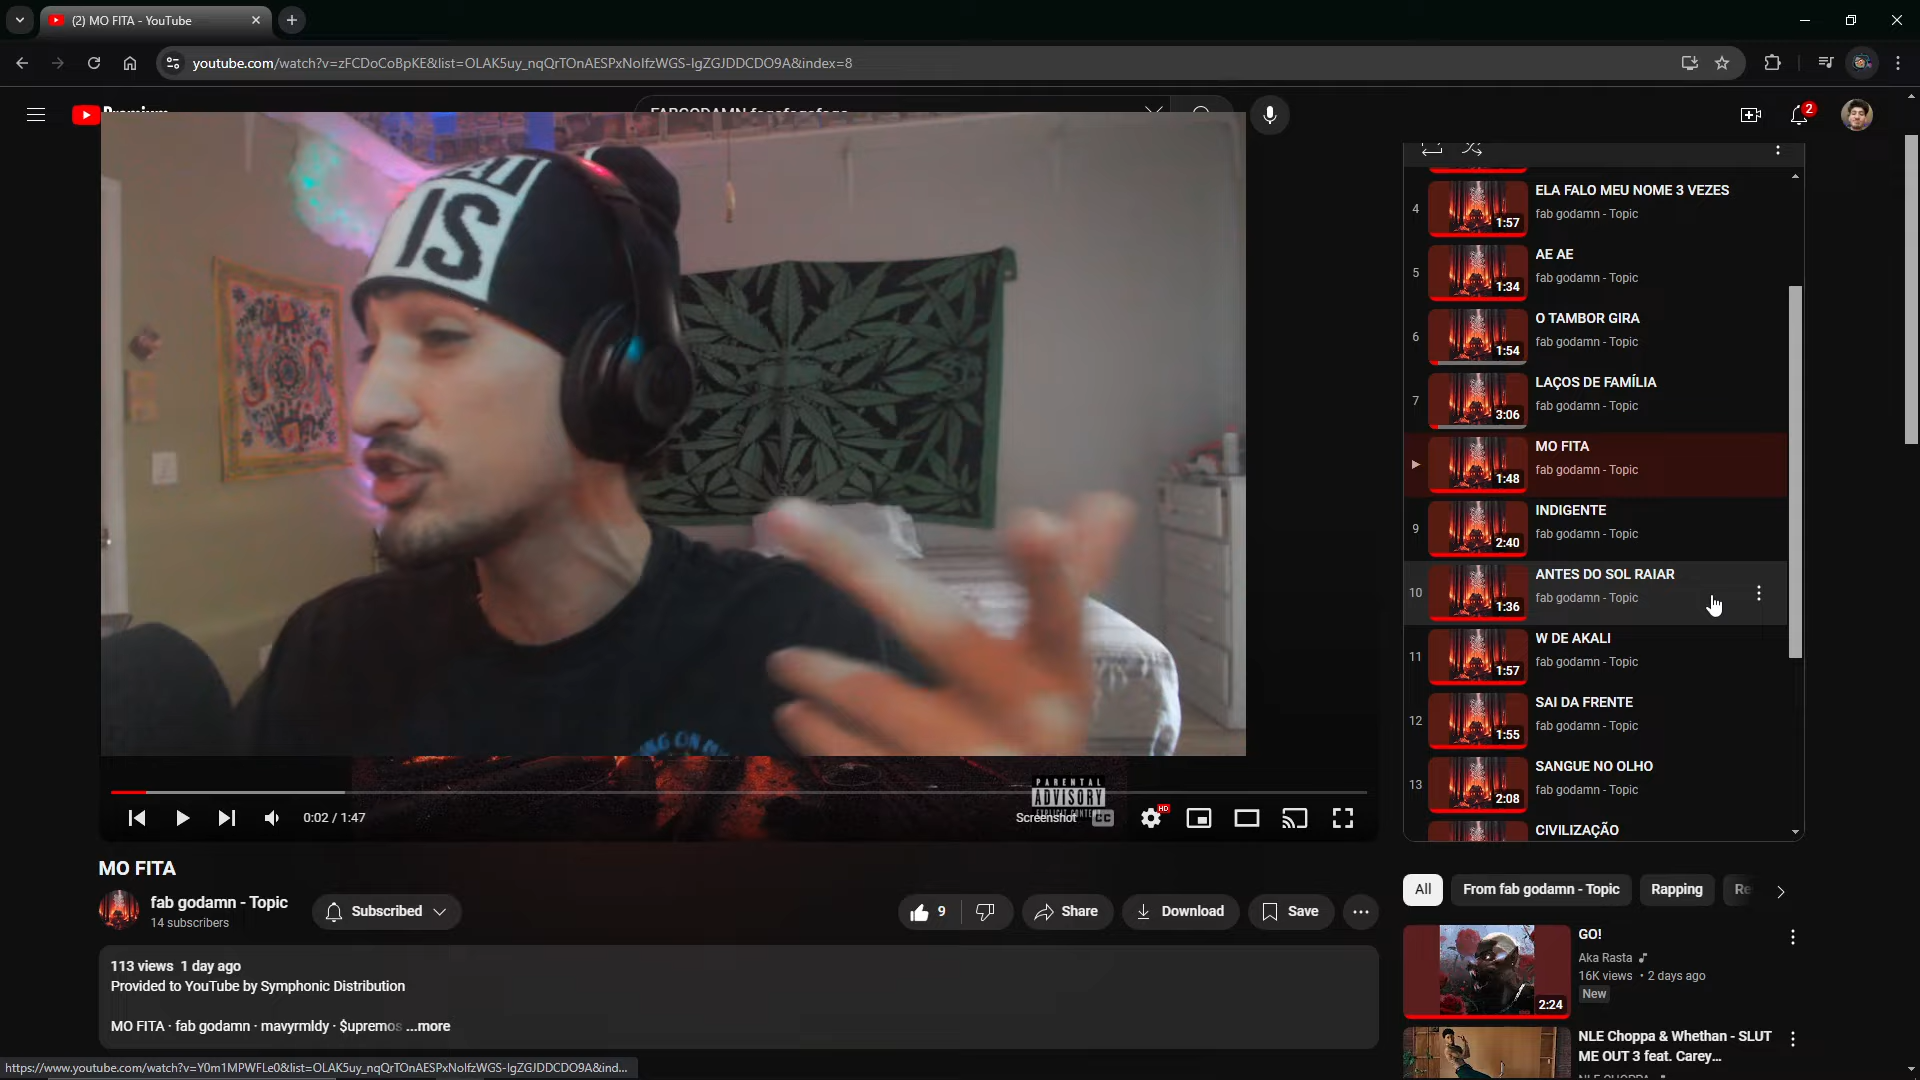 (2) MO FITA - YouTube
youtube.com/watch?v=zFCDoCoBpKE&list=OLAK5uy_nqQrTOnAESPxNolfzWGS-lgZGJDDCDO9A&index=8
Premium
2
IS
4
ELA FALO MEU NOME 3 VEZES
fab godamn - Topic
1:57
5
AE AE
fab godamn - Topic
1:34
6
O TAMBOR GIRA
fab godamn - Topic
1:54
7
LAÇOS DE FAMÍLIA
fab godamn - Topic
3:06
MO FITA
fab godamn - Topic
1:48
9
INDIGENTE
fab godamn - Topic
2:40
10
ANTES DO SOL RAIAR
fab godamn - Topic
1:36
11
W DE AKALI
fab godamn - Topic
1:57
12
SAI DA FRENTE
fab godamn - Topic
1:55
13
SANGUE NO OLHO
fab godamn - Topic
2:08
CIVILIZAÇÃO
PARENTAL
ADVISORY
0:02 / 1:47
Screenshot
CC
HD
MO FITA
fab godamn - Topic
14 subscribers
Subscribed
9
Share
Download
Save
113 views 1 day ago
Provided to YouTube by Symphonic Distribution
MO FITA · fab godamn · mavyrmldy · $upremos ...more
All
From fab godamn - Topic
Rapping
Re
GO!
Aka Rasta
16K views • 2 days ago
New
2:24
NLE Choppa & Whethan - SLUT
ME OUT 3 feat. Carey...
https://www.youtube.com/watch?v=Y0m1MPWFLe0&list=OLAK5uy_nqQrTOnAESPxNolfzWGS-lgZGJDDCDO9A&ind...